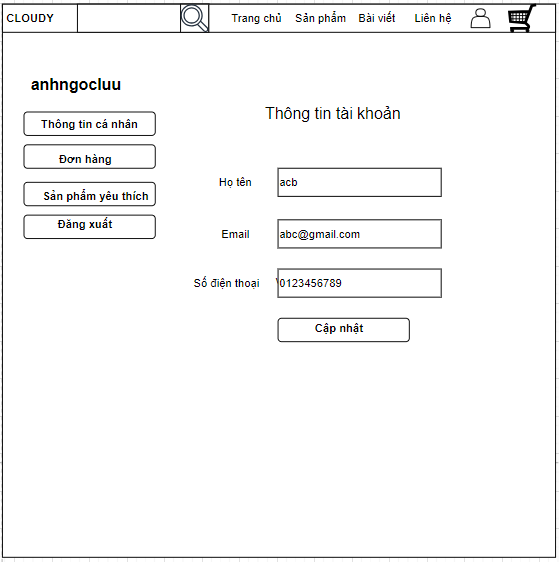 CLOUDY
Trang chủ Sản phẩm Bài viết Liên hệ
anhngocluu
Thông tin cá nhân
Đơn hàng
Sản phẩm yêu thích
Đăng xuất
Thông tin tài khoản
Họ tên acb
Email abc@gmail.com
Số điện thoại \0123456789
Cập nhật